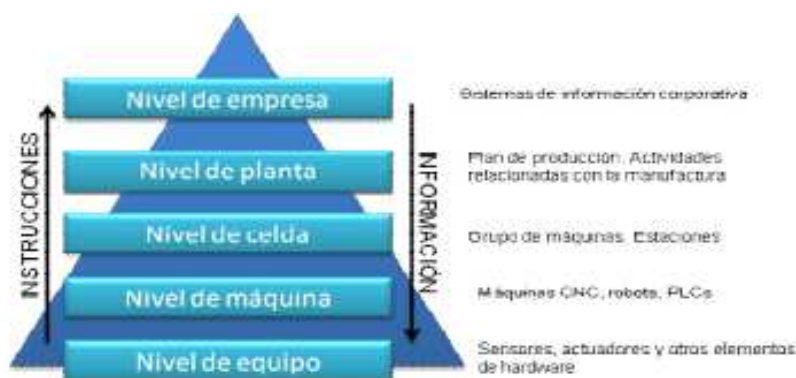 Nivel de empresa
Sistemas de información corporativa
Nivel de planta
Plan de producción. Actividades
relacionadas con la manufactura
Nivel de celda
Grupo de máquinas. Estaciones
Nivel de máquina
Máquinas CNC, robots, PLCs
Nivel de equipo
Sensores, actuadores y otros elementos
de hardware
INSTRUCCIONES
INFORMACIÓN